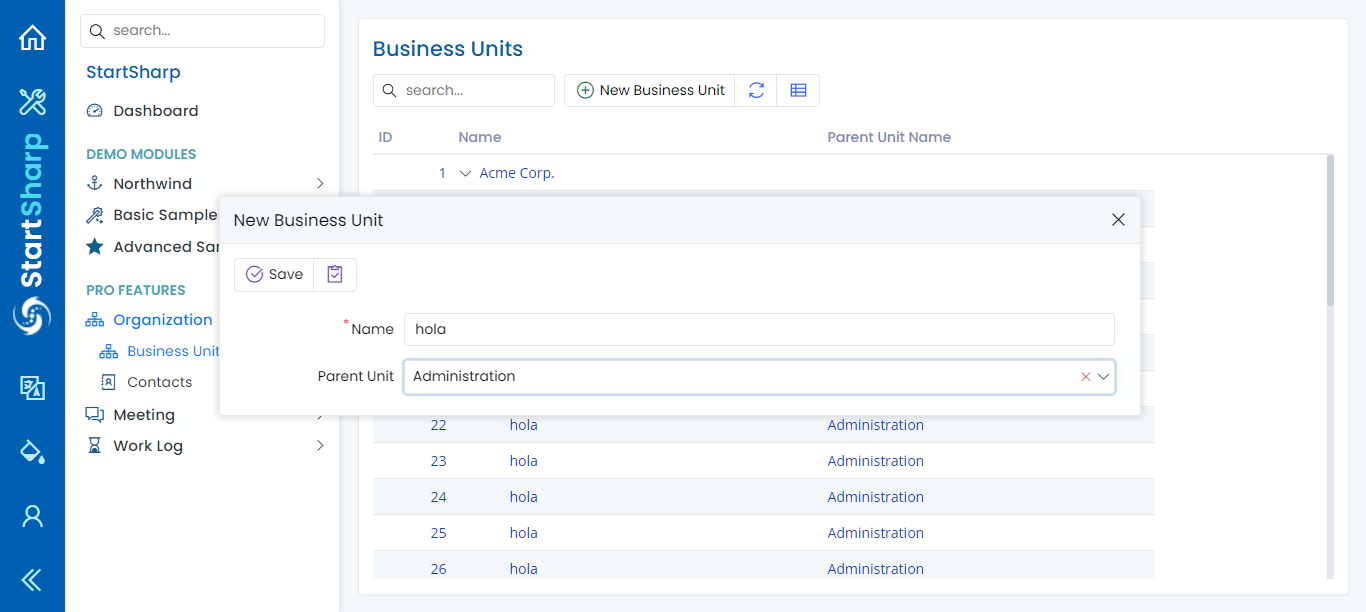 StartSharp
search...
StartSharp
Dashboard
DEMO MODULES
Northwind
Basic Sample
Advanced Sa
PRO FEATURES
Organization
Business Unit
Contacts
Meeting
Work Log
Business Units
search...
New Business Unit
ID Name Parent Unit Name
1 Acme Corp.
New Business Unit
Save
*Name hola
Parent Unit Administration
22 hola Administration
23 hola Administration
24 hola Administration
25 hola Administration
26 hola Administration